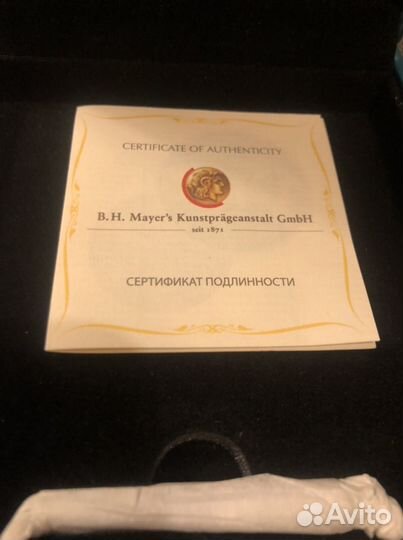 CERTIFICATE OF AUTHENTICITY
B. H. Mayer's Kunstprägeanstalt GmbH
seit 1871
СЕРТИФИКАТ ПОДЛИННОСТИ
Avito